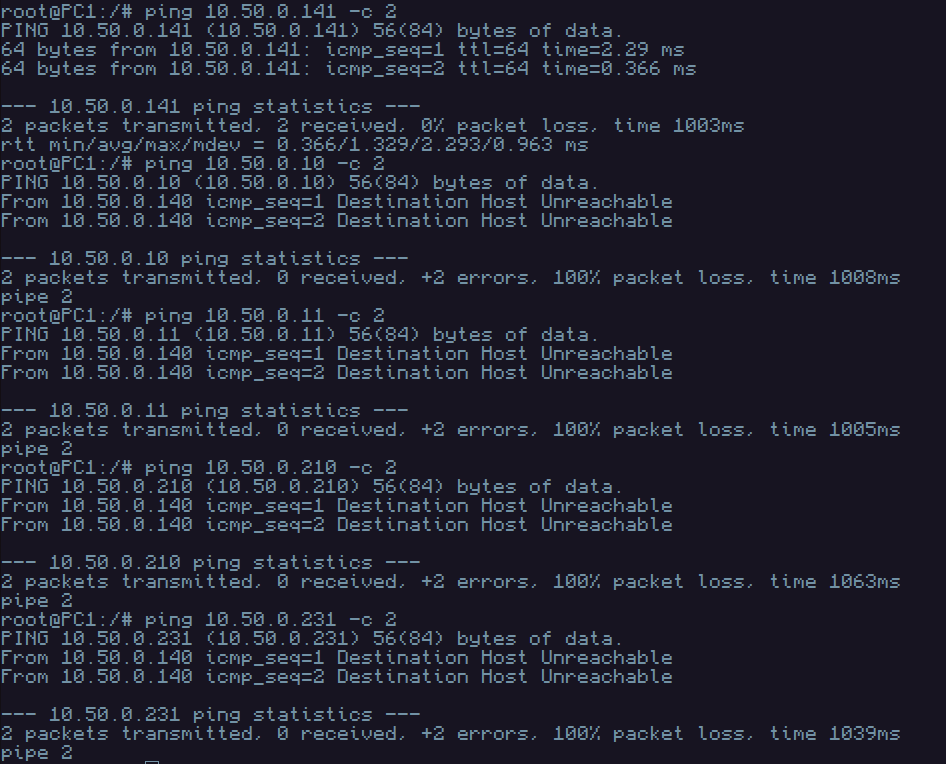 root@PC1:/# ping 10.50.0.141 -c 2
PING 10.50.0.141 (10.50.0.141) 56(84) bytes of data.
64 bytes from 10.50.0.141: icmp_seq=1 ttl=64 time=2.29 ms
64 bytes from 10.50.0.141: icmp_seq=2 ttl=64 time=0.366 ms
--- 10.50.0.141 ping statistics ---
2 packets transmitted, 2 received, 0% packet loss, time 1003ms
rtt min/avg/max/mdev = 0.366/1.329/2.293/0.963 ms
root@PC1:/# ping 10.50.0.10 -c 2
PING 10.50.0.10 (10.50.0.10) 56(84) bytes of data.
From 10.50.0.140 icmp_seq=1 Destination Host Unreachable
From 10.50.0.140 icmp_seq=2 Destination Host Unreachable
--- 10.50.0.10 ping statistics ---
2 packets transmitted, 0 received, +2 errors, 100% packet loss, time 1008ms
pipe 2
root@PC1:/# ping 10.50.0.11 -c 2
PING 10.50.0.11 (10.50.0.11) 56(84) bytes of data.
From 10.50.0.140 icmp_seq=1 Destination Host Unreachable
From 10.50.0.140 icmp_seq=2 Destination Host Unreachable
--- 10.50.0.11 ping statistics ---
2 packets transmitted, 0 received, +2 errors, 100% packet loss, time 1005ms
pipe 2
root@PC1:/# ping 10.50.0.210 -c 2
PING 10.50.0.210 (10.50.0.210) 56(84) bytes of data.
From 10.50.0.140 icmp_seq=1 Destination Host Unreachable
From 10.50.0.140 icmp_seq=2 Destination Host Unreachable
--- 10.50.0.210 ping statistics ---
2 packets transmitted, 0 received, +2 errors, 100% packet loss, time 1063ms
pipe 2
root@PC1:/# ping 10.50.0.231 -c 2
PING 10.50.0.231 (10.50.0.231) 56(84) bytes of data.
From 10.50.0.140 icmp_seq=1 Destination Host Unreachable
From 10.50.0.140 icmp_seq=2 Destination Host Unreachable
--- 10.50.0.231 ping statistics ---
2 packets transmitted, 0 received, +2 errors, 100% packet loss, time 1039ms
pipe 2